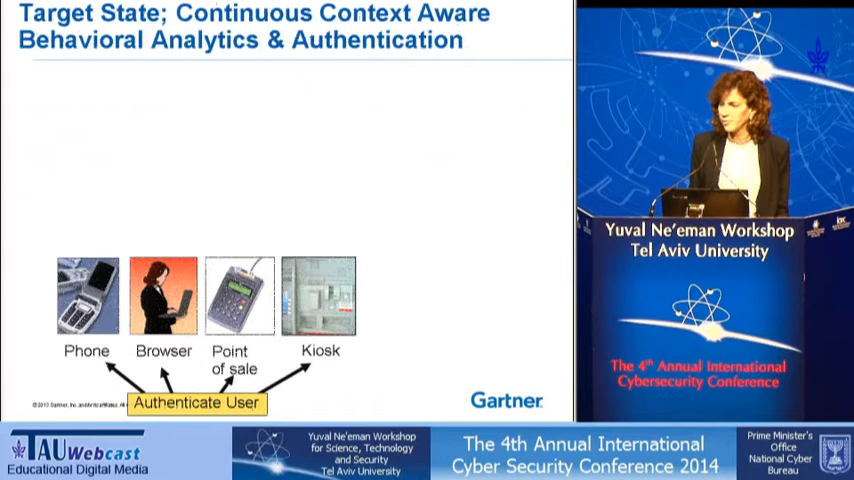 Target State; Continuous Context Aware
Behavioral Analytics & Authentication
Phone
Browser
Point
of sale
Kiosk
Authenticate User
Gartner
Yuval Ne'eman Workshop
Tel Aviv University
The 4th Annual International
Cybersecurity Conference
TAU Webcast
Educational Digital Media
Yuval Ne'eman Workshop
for Science, Technology
and Security
Tel Aviv University
The 4th Annual International
Cyber Security Conference 2014
Prime Minister's
Office
National Cyber
Bureau